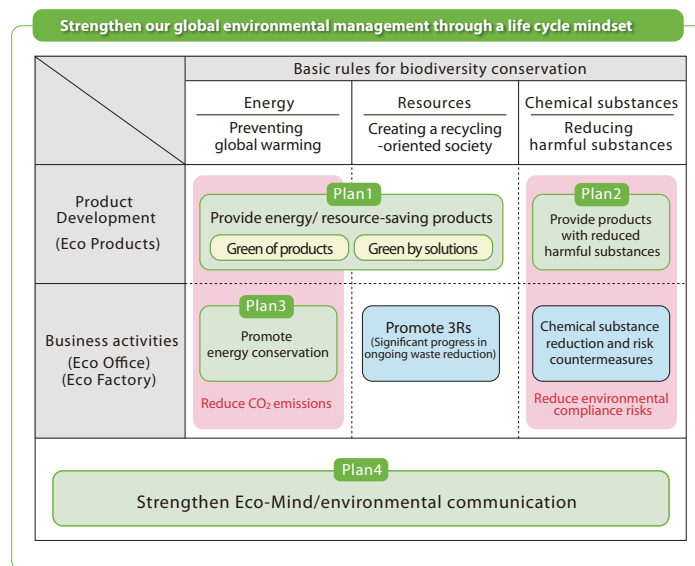 Strengthen our global environmental management through a life cycle mindset
Basic rules for biodiversity conservation
Energy
Preventing
global warming
Resources
Creating a recycling
-oriented society
Chemical substances
Reducing
harmful substances
Product
Development
(Eco Products)
Plan1
Provide energy/ resource-saving products
Green of products
Green by solutions
Plan2
Provide products
with reduced
harmful substances
Business activities
(Eco Office)
(Eco Factory)
Plan3
Promote
energy conservation
Reduce CO₂ emissions
Promote 3Rs
(Significant progress in
ongoing waste reduction)
Chemical substance
reduction and risk
countermeasures
Reduce environmental
compliance risks
Plan4
Strengthen Eco-Mind/environmental communication